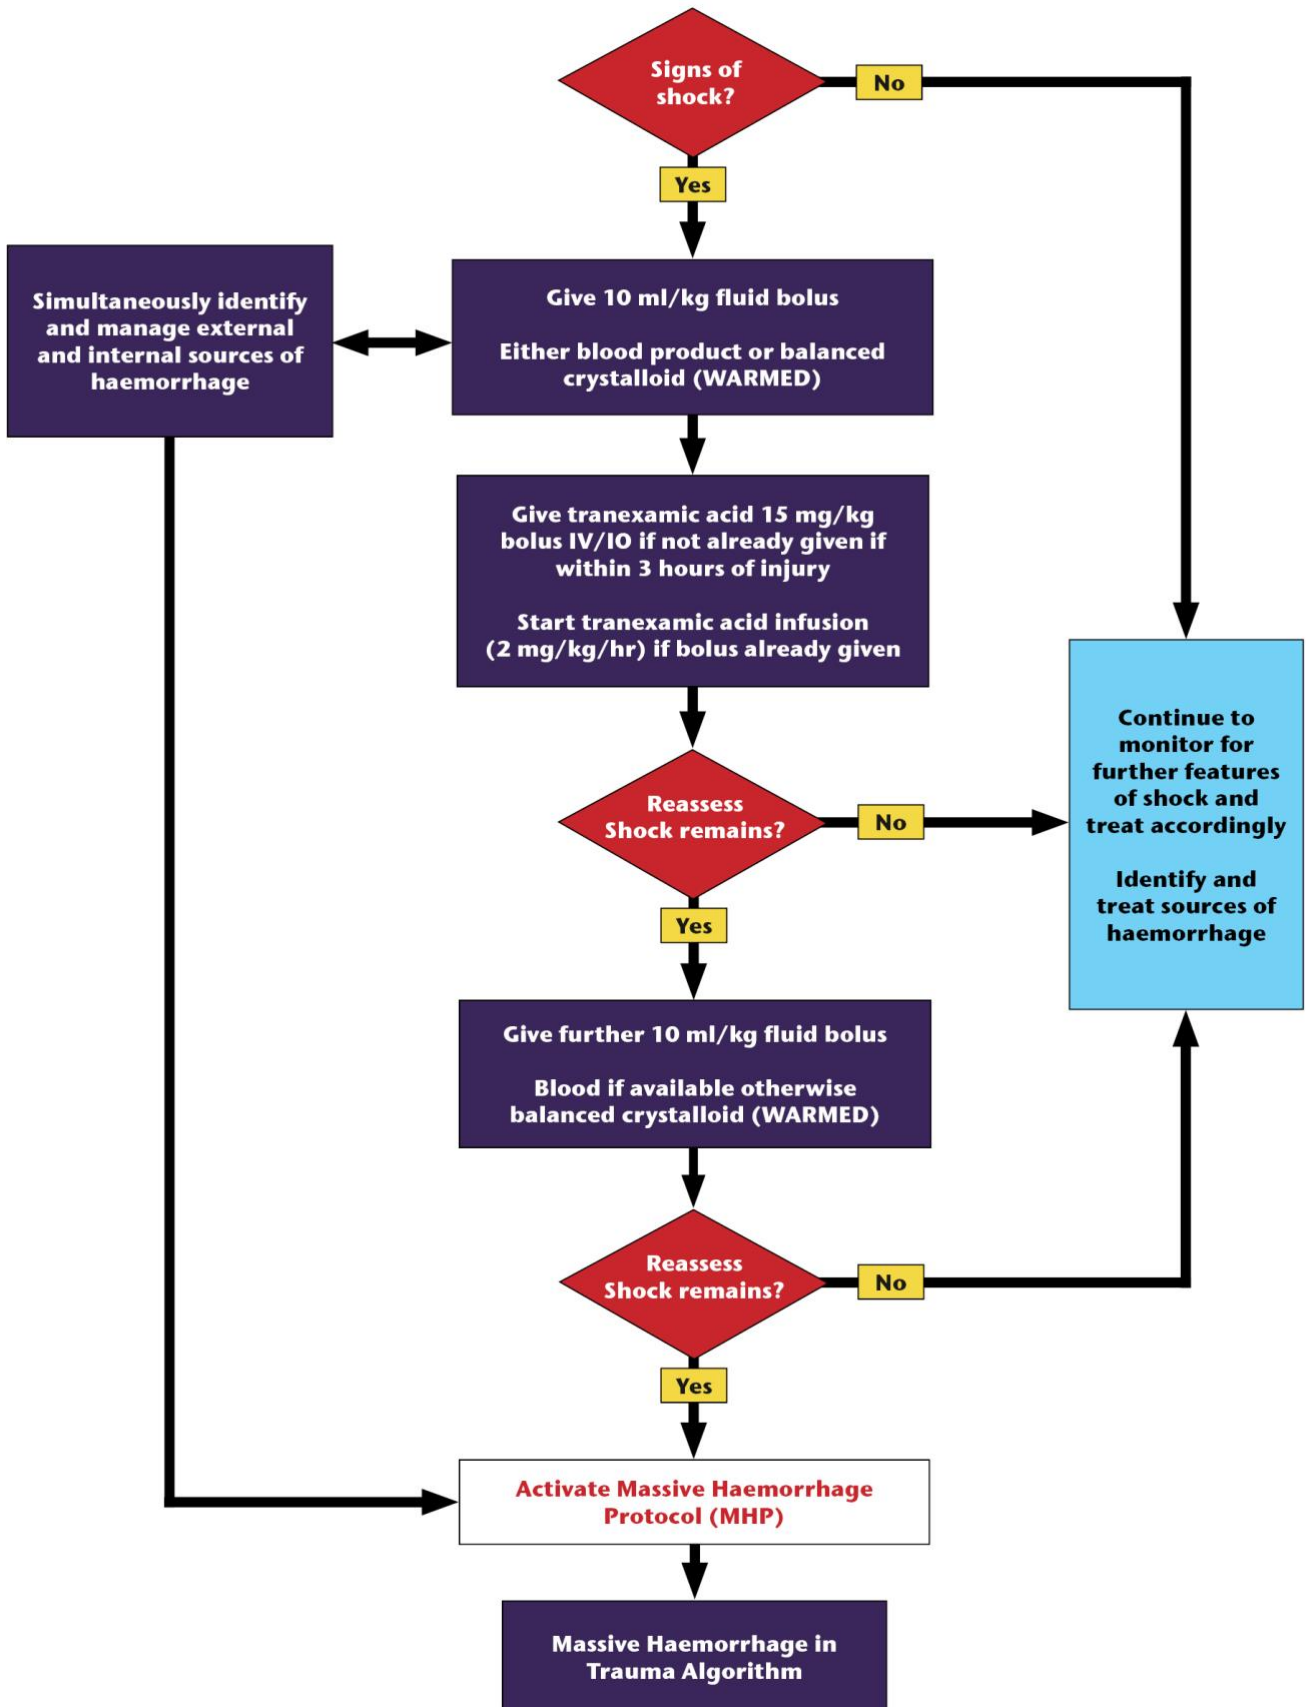 Signs of
shock?
No
Yes
Simultaneously identify
and manage external
and internal sources of
haemorrhage
Give 10 ml/kg fluid bolus
Either blood product or balanced
crystalloid (WARMED)
Give tranexamic acid 15 mg/kg
bolus IV/IO if not already given if
within 3 hours of injury
Start tranexamic acid infusion
(2 mg/kg/hr) if bolus already given
Continue to
monitor for
further features
of shock and
treat accordingly
Identify and
treat sources of
haemorrhage
Reassess
Shock remains?
No
Yes
Give further 10 ml/kg fluid bolus
Blood if available otherwise
balanced crystalloid (WARMED)
Reassess
Shock remains?
No
Yes
Activate Massive Haemorrhage
Protocol (MHP)
Massive Haemorrhage in
Trauma Algorithm